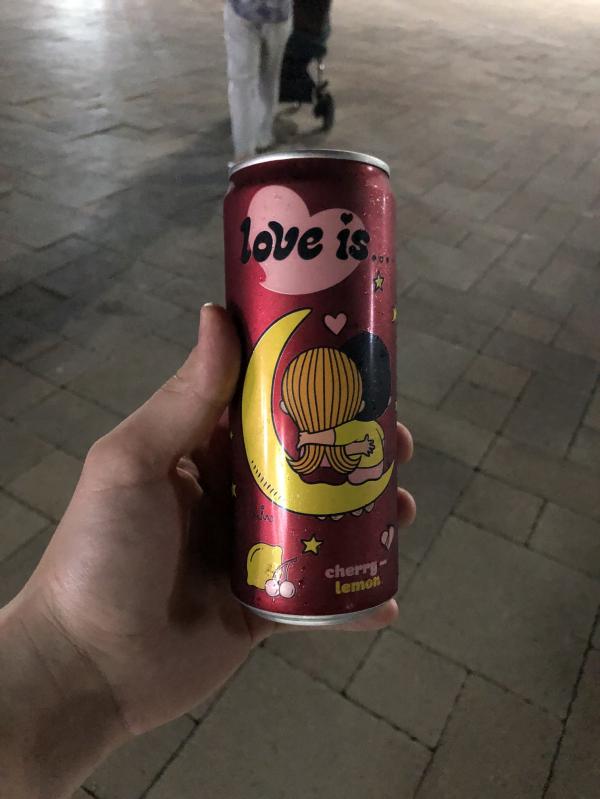 love is...
cherry-
lemon